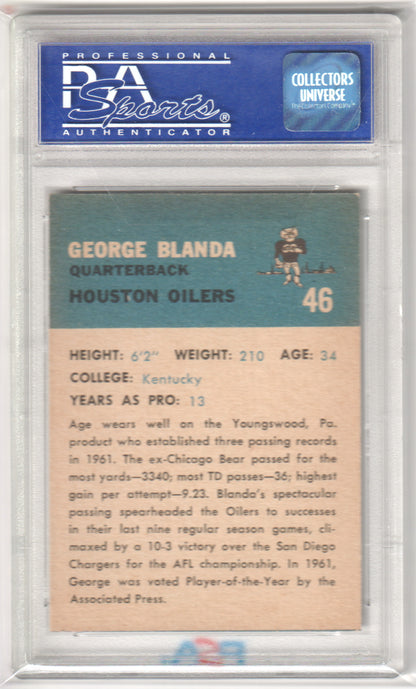 PROFESSIONAL
PSA
Sports®
AUTHENTICATOR
COLLECTORS
UNIVERSE
The Collectors Company™
GEORGE BLANDA
QUARTERBACK
HOUSTON OILERS
46
HEIGHT: 6'2" WEIGHT: 210 AGE: 34
COLLEGE: Kentucky
YEARS AS PRO: 13
Age wears well on the Youngswood, Pa.
product who established three passing records
in 1961. The ex-Chicago Bear passed for the
most yards—3340; most TD passes—36; highest
gain per attempt—9.23. Blanda's spectacular
passing spearheaded the Oilers to successes
in their last nine regular season games, cli-
maxed by a 10-3 victory over the San Diego
Chargers for the AFL championship. In 1961,
George was voted Player-of-the-Year by the
Associated Press.
PSA